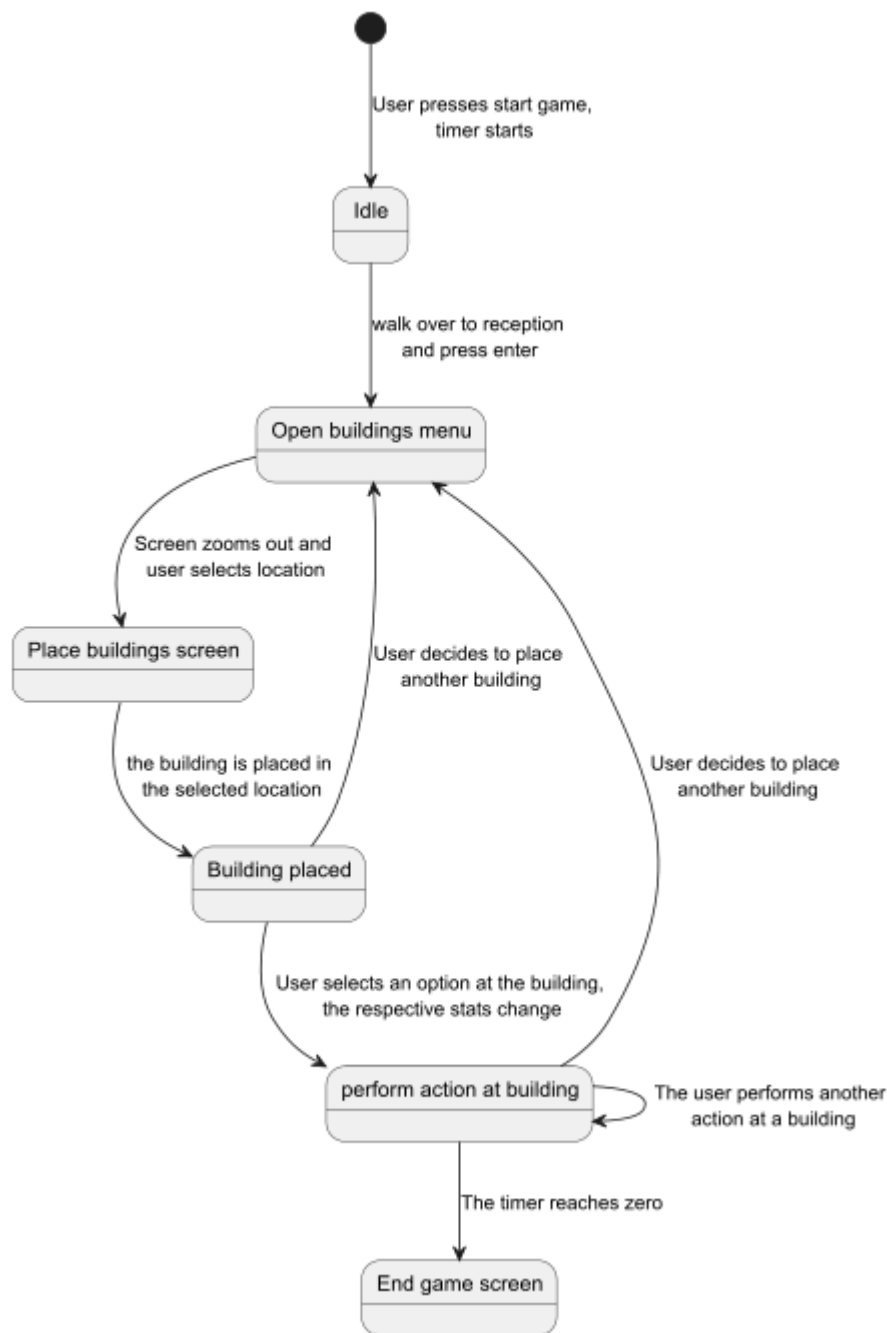 User presses start game,
timer starts
Idle
walk over to reception
and press enter
Open buildings menu
Screen zooms out and
user selects location
Place buildings screen
User decides to place
another building
the building is placed in
the selected location
User decides to place
another building
Building placed
User selects an option at the building,
the respective stats change
perform action at building
The user performs another
action at a building
The timer reaches zero
End game screen